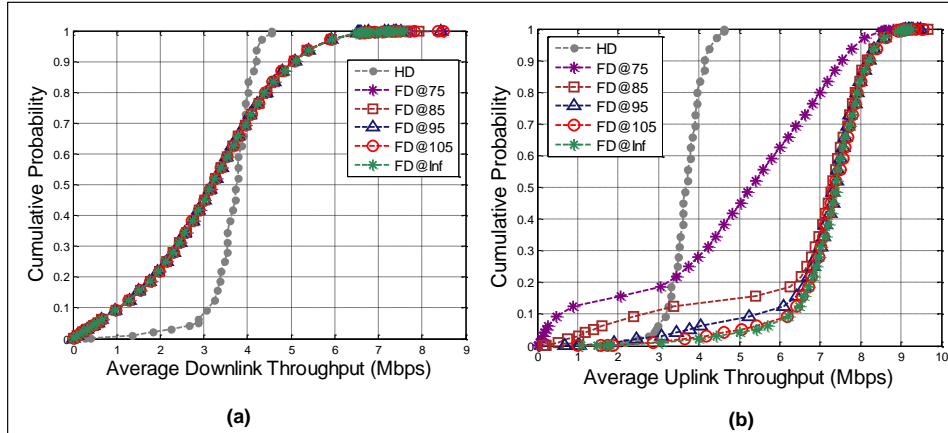 1
0.9
0.8
0.7
0.6
0.5
0.4
0.3
0.2
0.1
0
Cumulative Probability
HD
FD@75
FD@85
FD@95
FD@105
FD@Inf
0 1 2 3 4 5 6 7 8 9
Average Downlink Throughput (Mbps)
(a)
1
0.9
0.8
0.7
0.6
0.5
0.4
0.3
0.2
0.1
0
Cumulative Probability
HD
FD@75
FD@85
FD@95
FD@105
FD@Inf
0 1 2 3 4 5 6 7 8 9 10
Average Uplink Throughput (Mbps)
(b)